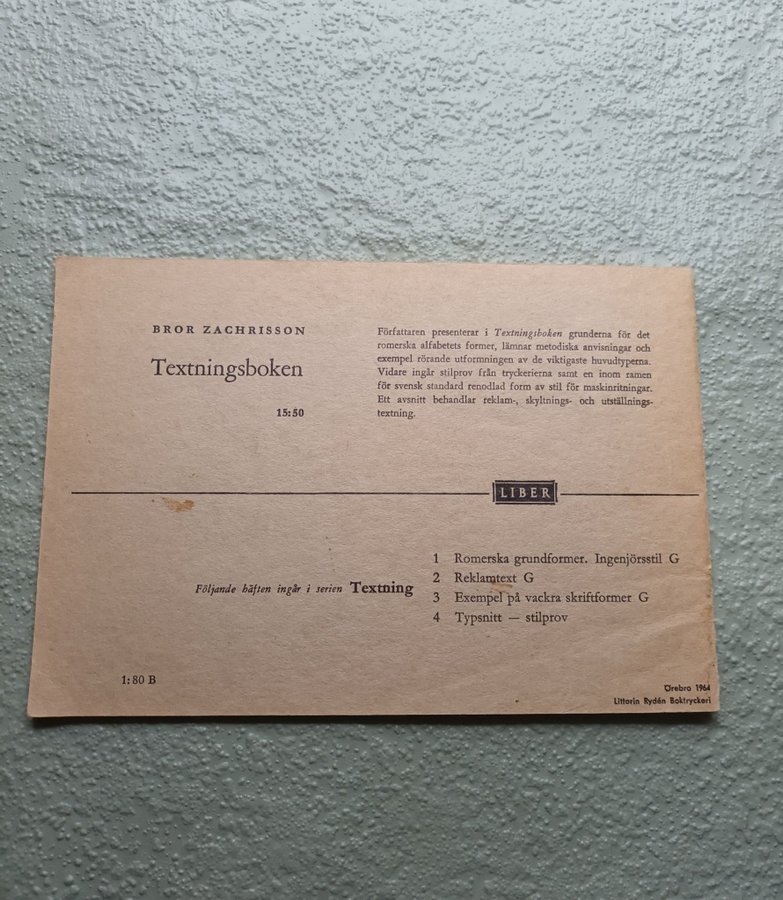 BROR ZACHRISSON
Textningsboken
15:50
Författaren presenterar i Textningsboken grunderna för det
romerska alfabetets former, lämnar metodiska anvisningar och
exempel rörande utformningen av de viktigaste huvudtyperna.
Vidare ingår stilprov från tryckerierna samt en inom ramen
för svensk standard renodlad form av stil för maskinritningar.
Ett avsnitt behandlar reklam-, skyltnings- och utställnings-
textning.
LIBER
Följande häften ingår i serien Textning
1 Romerska grundformer. Ingenjörsstil G
2 Reklamtext G
3 Exempel på vackra skriftformer G
4 Typsnitt — stilprov
1:80 B
Örebro 1964
Littorin Rydén Boktryckeri